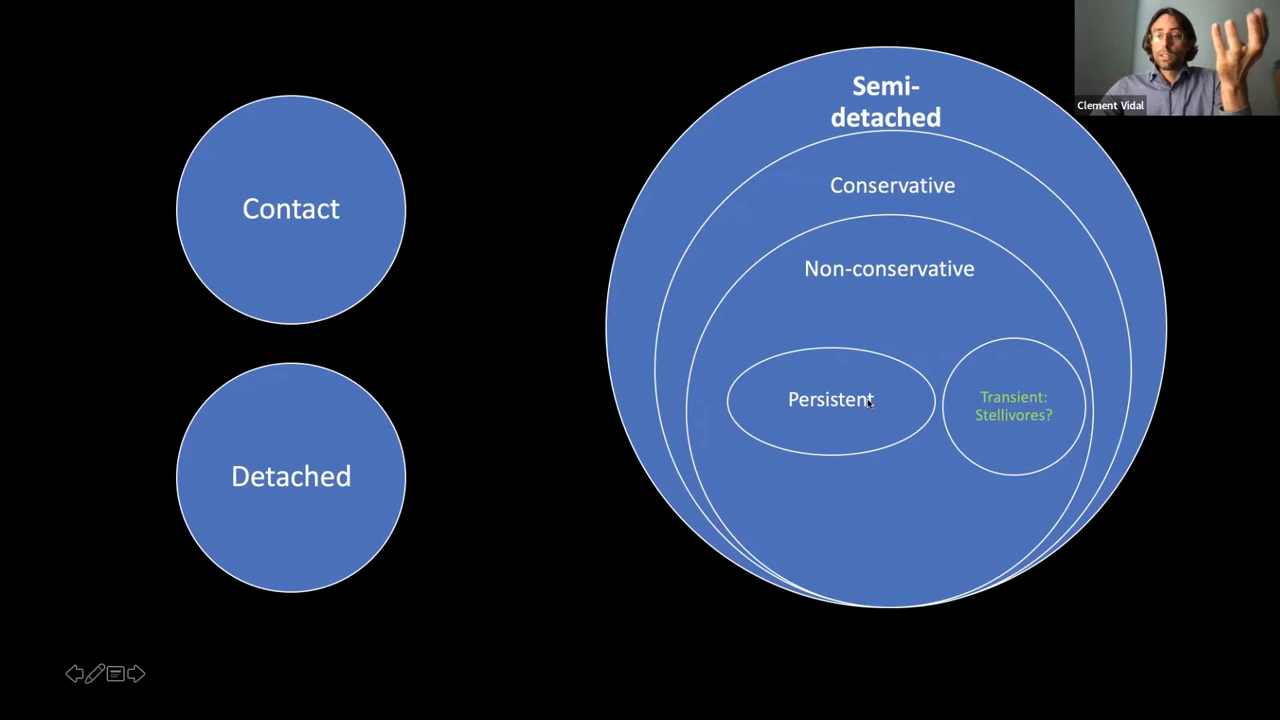 Contact
Detached
Semi-
detached
Conservative
Non-conservative
Persistent
Transient:
Stellivores?
Clement Vidal